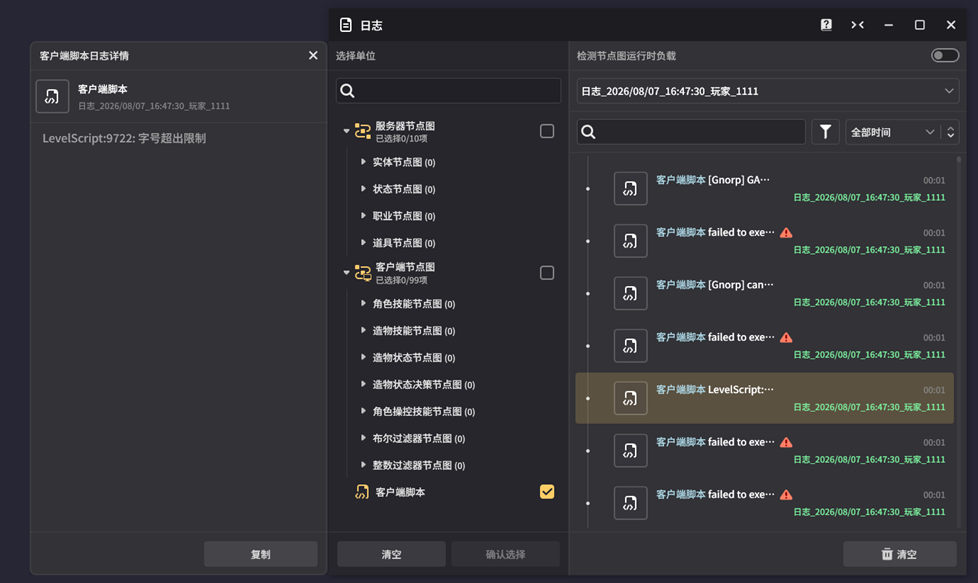 日志
客户端脚本日志详情
客户端脚本
日志_2026/08/07_16:47:30_玩家_1111
LevelScript:9722: 字号超出限制
复制
选择单位
服务器节点图
已选择0/10项
实体节点图 (0)
状态节点图 (0)
职业节点图 (0)
道具节点图 (0)
客户端节点图
已选择0/99项
角色技能节点图 (0)
造物技能节点图 (0)
造物状态节点图 (0)
造物状态决策节点图 (0)
角色操控技能节点图 (0)
布尔过滤器节点图 (0)
整数过滤器节点图 (0)
客户端脚本
清空
确认选择
检测节点图运行时负载
日志_2026/08/07_16:47:30_玩家_1111
全部时间
客户端脚本 [Gnorp] GA⋯
00:01
日志_2026/08/07_16:47:30_玩家_1111
客户端脚本 failed to exe⋯
00:01
日志_2026/08/07_16:47:30_玩家_1111
客户端脚本 [Gnorp] can⋯
00:01
日志_2026/08/07_16:47:30_玩家_1111
客户端脚本 failed to exe⋯
00:01
日志_2026/08/07_16:47:30_玩家_1111
客户端脚本 LevelScript:⋯
00:01
日志_2026/08/07_16:47:30_玩家_1111
客户端脚本 failed to exe⋯
00:01
日志_2026/08/07_16:47:30_玩家_1111
客户端脚本 failed to exe⋯
00:01
日志_2026/08/07_16:47:30_玩家_1111
清空